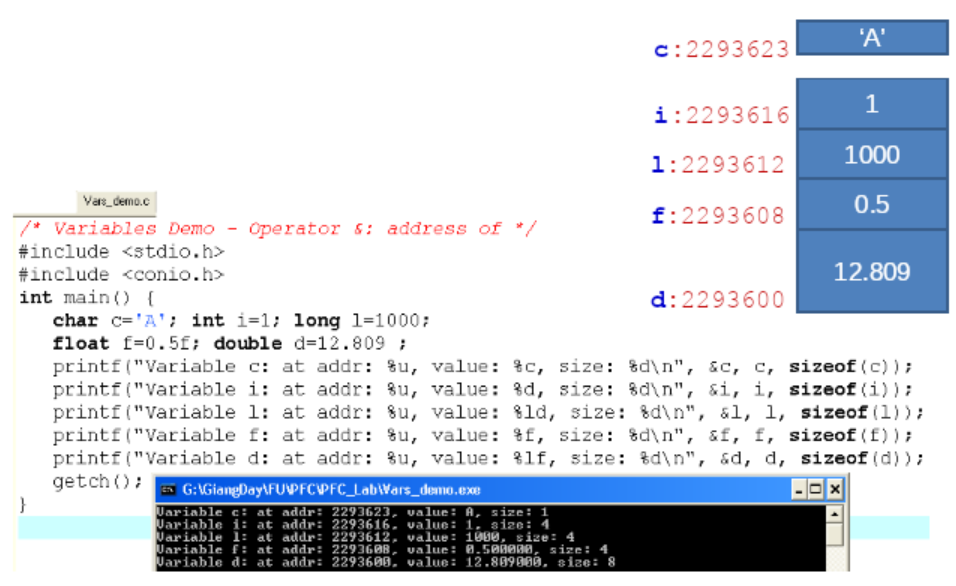 c:2293623 'A'
i:2293616 1
l:2293612 1000
f:2293608 0.5
d:2293600 12.809
Vars_demo.c
/* Variables Demo - Operator &: address of */
#include <stdio.h>
#include <conio.h>
int main() {
char c='A'; int i=1; long l=1000;
float f=0.5f; double d=12.809 ;
printf("Variable c: at addr: %u, value: %c, size: %d\n", &c, c, sizeof(c));
printf("Variable i: at addr: %u, value: %d, size: %d\n", &i, i, sizeof(i));
printf("Variable l: at addr: %u, value: %ld, size: %d\n", &l, l, sizeof(l));
printf("Variable f: at addr: %u, value: %f, size: %d\n", &f, f, sizeof(f));
printf("Variable d: at addr: %u, value: %lf, size: %d\n", &d, d, sizeof(d));
getch();
}
G:\GiangDay\FU\PFC\PFC_Lab\Vars_demo.exe
Variable c: at addr: 2293623, value: A, size: 1
Variable i: at addr: 2293616, value: 1, size: 4
Variable l: at addr: 2293612, value: 1000, size: 4
Variable f: at addr: 2293608, value: 0.500000, size: 4
Variable d: at addr: 2293600, value: 12.809000, size: 8